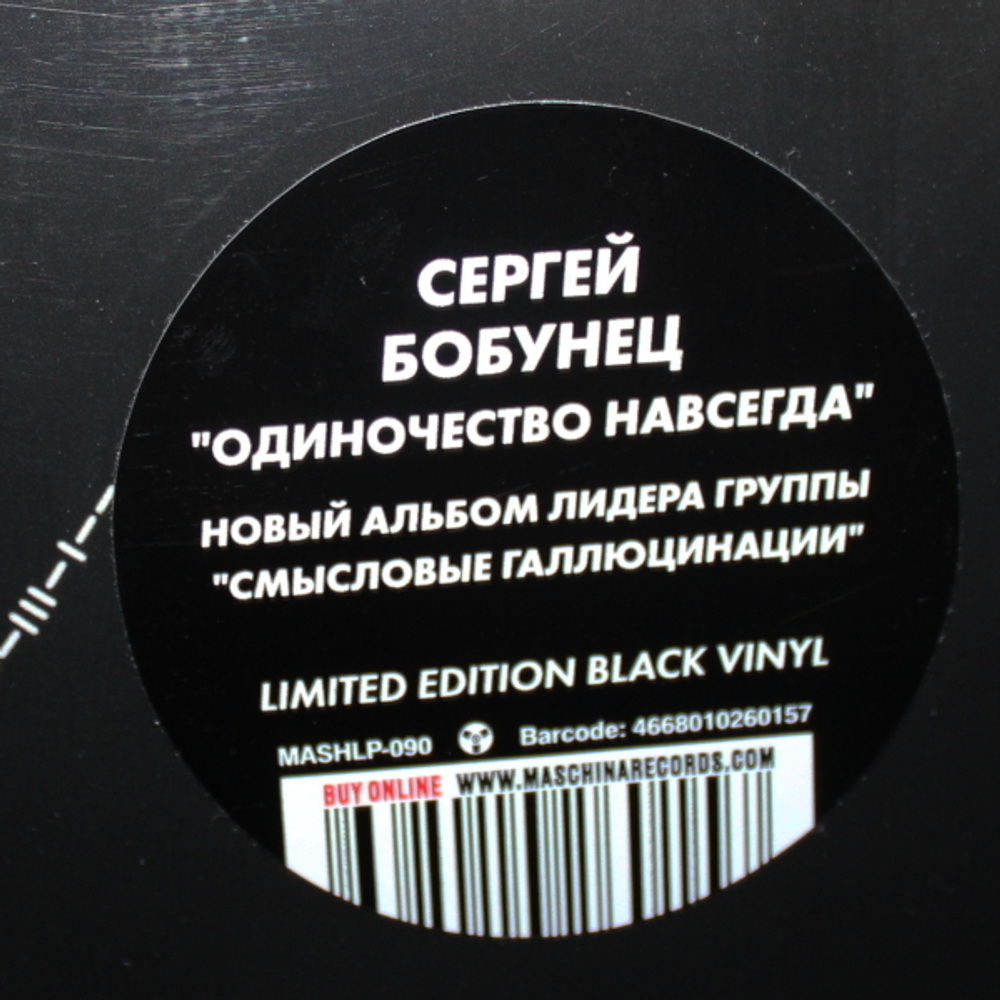 СЕРГЕЙ
БОБУНЕЦ
"ОДИНОЧЕСТВО НАВСЕГДА"
НОВЫЙ АЛЬБОМ ЛИДЕРА ГРУППЫ
"СМЫСЛОВЫЕ ГАЛЛЮЦИНАЦИИ"
LIMITED EDITION BLACK VINYL
MASHLP-090 Barcode: 4668010260157
BUY ONLINE WWW.MASCHINARECORDS.COM